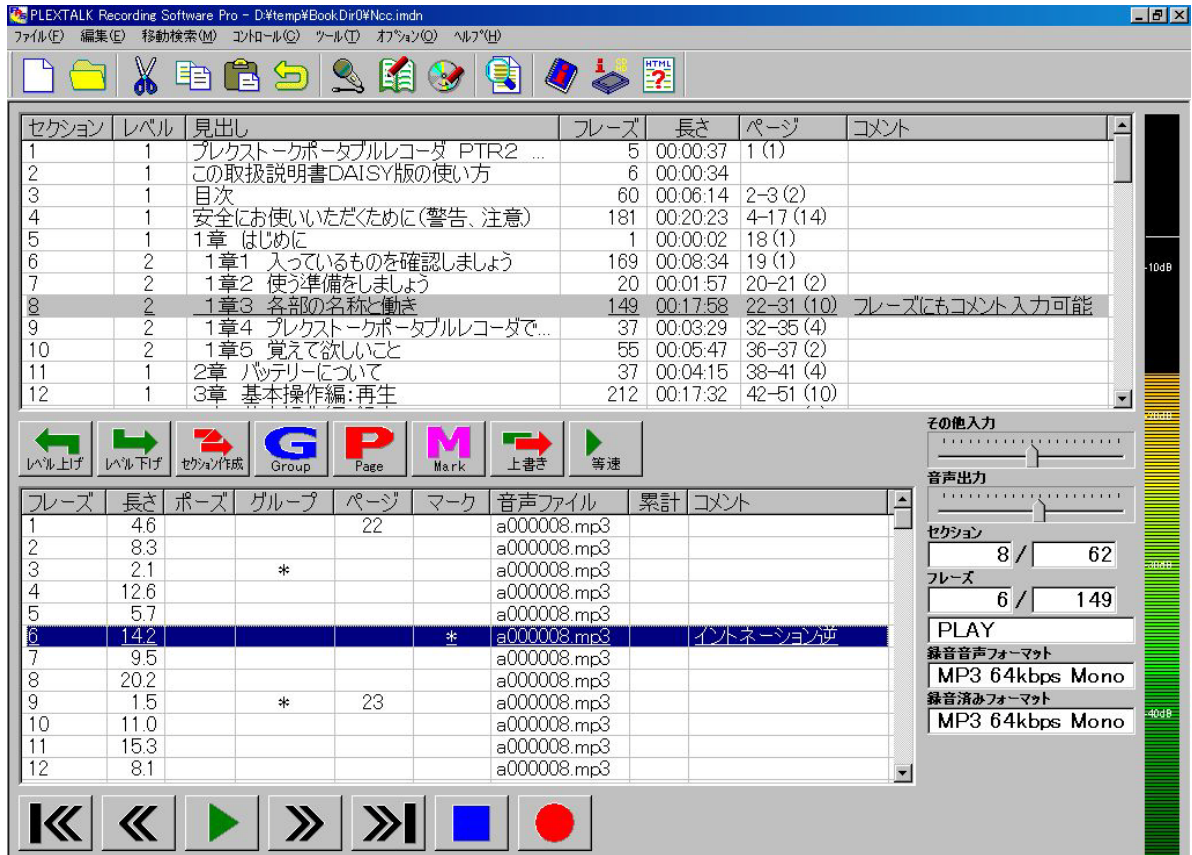 PLEXTALK Recording Software Pro - D:¥temp¥BookDir0¥Ncc.imdn
ファイル(F) 編集(E) 移動検索(M) コントロール(C) ツール(T) オプション(O) ヘルプ(H)
HTML
セクション レベル 見出し フレーズ 長さ ページ コメント
1 1 プレクストークポータブルレコーダ PTR2 ... 5 00:00:37 1 (1)
2 1 この取扱説明書DAISY版の使い方 6 00:00:34
3 1 目次 60 00:06:14 2-3 (2)
4 1 安全にお使いいただくために(警告、注意) 181 00:20:23 4-17 (14)
5 1 1章 はじめに 1 00:00:02 18 (1)
6 2 1章1 入っているものを確認しましょう 169 00:08:34 19 (1)
7 2 1章2 使う準備をしましょう 20 00:01:57 20-21 (2)
8 2 1章3 各部の名称と働き 149 00:17:58 22-31 (10) フレーズにもコメント入力可能
9 2 1章4 プレクストークポータブルレコーダで... 37 00:03:29 32-35 (4)
10 2 1章5 覚えて欲しいこと 55 00:05:47 36-37 (2)
11 1 2章 バッテリーについて 37 00:04:15 38-41 (4)
12 1 3章 基本操作編:再生 212 00:17:32 42-51 (10)
-10dB
レベル上げ レベル下げ セクション作成 Group Page Mark 上書き 等速
その他入力
音声出力
フレーズ 長さ ポーズ グループ ページ マーク 音声ファイル 累計 コメント
1 4.6 22 a000008.mp3
2 8.3 a000008.mp3
3 2.1 * a000008.mp3
4 12.6 a000008.mp3
5 5.7 a000008.mp3
6 14.2 * a000008.mp3 イントネーション逆
7 9.5 a000008.mp3
8 20.2 a000008.mp3
9 1.5 * 23 a000008.mp3
10 11.0 a000008.mp3
11 15.3 a000008.mp3
12 8.1 a000008.mp3
セクション
8 / 62
フレーズ
6 / 149
PLAY
録音音声フォーマット
MP3 64kbps Mono
録音済みフォーマット
MP3 64kbps Mono
-40dB